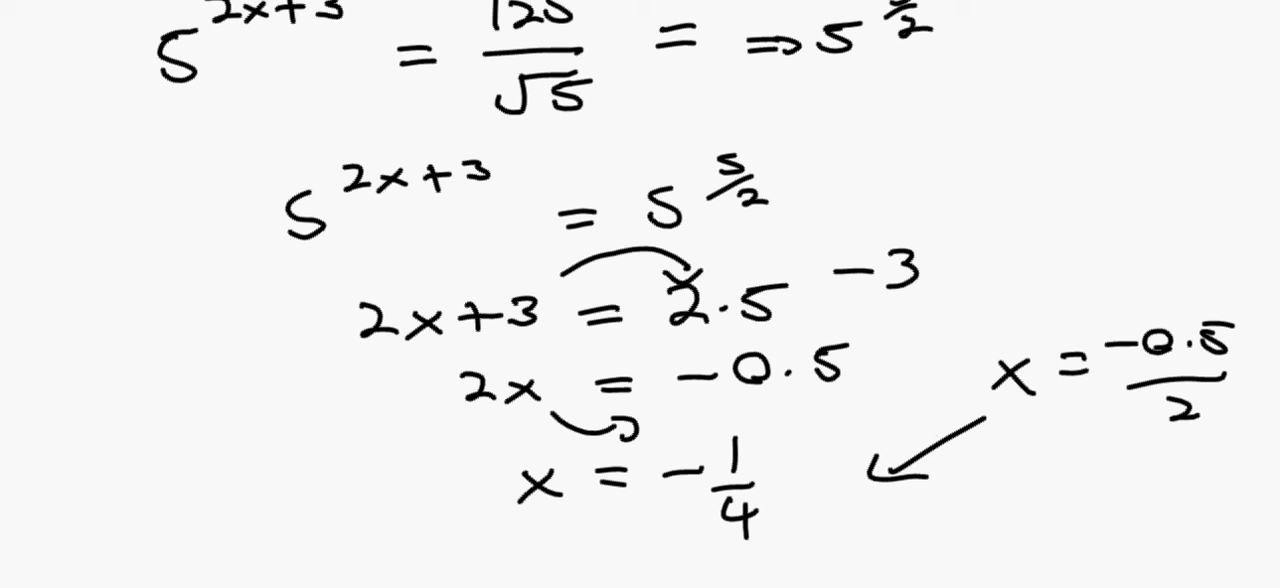 5^{2x+3} = 125/√5 = ⇒ 5^{5/2}
5^{2x+3} = 5^{5/2}
2x+3 = 2.5 -3
2x = -0.5
x = -0.5/2
x = -1/4